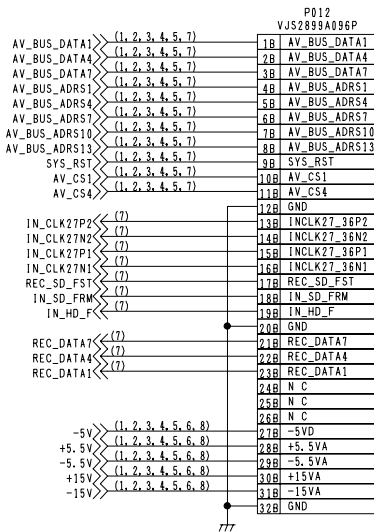 P012
VJS2899A096P
AV_BUS_DATA1 (1, 2, 3, 4, 5, 7) 1B AV_BUS_DATA1
AV_BUS_DATA4 (1, 2, 3, 4, 5, 7) 2B AV_BUS_DATA4
AV_BUS_DATA7 (1, 2, 3, 4, 5, 7) 3B AV_BUS_DATA7
AV_BUS_ADRS1 (1, 2, 3, 4, 5, 7) 4B AV_BUS_ADRS1
AV_BUS_ADRS4 (1, 2, 3, 4, 5, 7) 5B AV_BUS_ADRS4
AV_BUS_ADRS7 (1, 2, 3, 4, 5, 7) 6B AV_BUS_ADRS7
AV_BUS_ADRS10 (1, 2, 3, 4, 5, 7) 7B AV_BUS_ADRS10
AV_BUS_ADRS13 (1, 2, 3, 4, 5, 7) 8B AV_BUS_ADRS13
SYS_RST (1, 2, 3, 4, 5, 7) 9B SYS_RST
AV_CS1 (1, 2, 3, 4, 5, 7) 10B AV_CS1
AV_CS4 (1, 2, 3, 4, 5, 7) 11B AV_CS4
12B GND
IN_CLK27P2 (7) 13B INCLK27_36P2
IN_CLK27N2 (7) 14B INCLK27_36N2
IN_CLK27P1 (7) 15B INCLK27_36P1
IN_CLK27N1 (7) 16B INCLK27_36N1
REC_SD_FST (7) 17B REC_SD_FST
IN_SD_FRM (7) 18B IN_SD_FRM
IN_HD_F (7) 19B IN_HD_F
20B GND
REC_DATA7 (7) 21B REC_DATA7
REC_DATA4 (7) 22B REC_DATA4
REC_DATA1 (7) 23B REC_DATA1
24B N C
25B N C
26B N C
-5V (1, 2, 3, 4, 5, 6, 8) 27B -5VD
+5.5V (1, 2, 3, 4, 5, 6, 8) 28B +5.5VA
-5.5V (1, 2, 3, 4, 5, 6, 8) 29B -5.5VA
+15V (1, 2, 3, 4, 5, 6, 8) 30B +15VA
-15V (1, 2, 3, 4, 5, 6, 8) 31B -15VA
32B GND